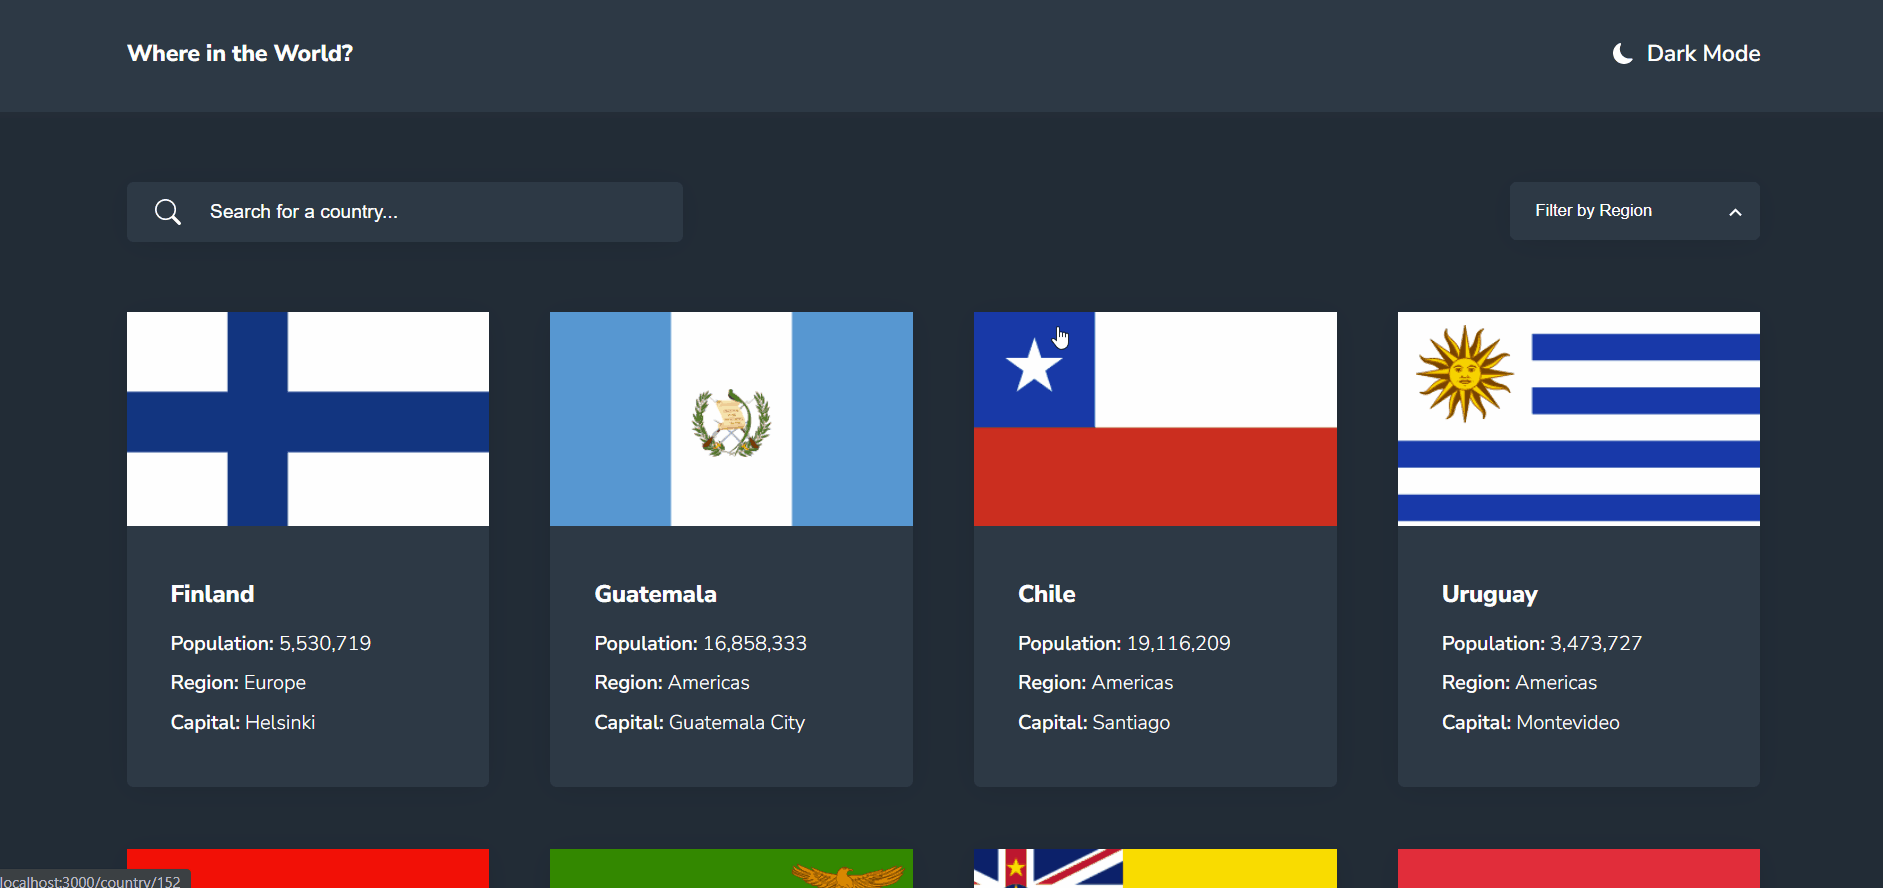 Where in the World?
Dark Mode
Search for a country...
Filter by Region
Finland
Population: 5,530,719
Region: Europe
Capital: Helsinki
Guatemala
Population: 16,858,333
Region: Americas
Capital: Guatemala City
Chile
Population: 19,116,209
Region: Americas
Capital: Santiago
Uruguay
Population: 3,473,727
Region: Americas
Capital: Montevideo
localhost:3000/country/152